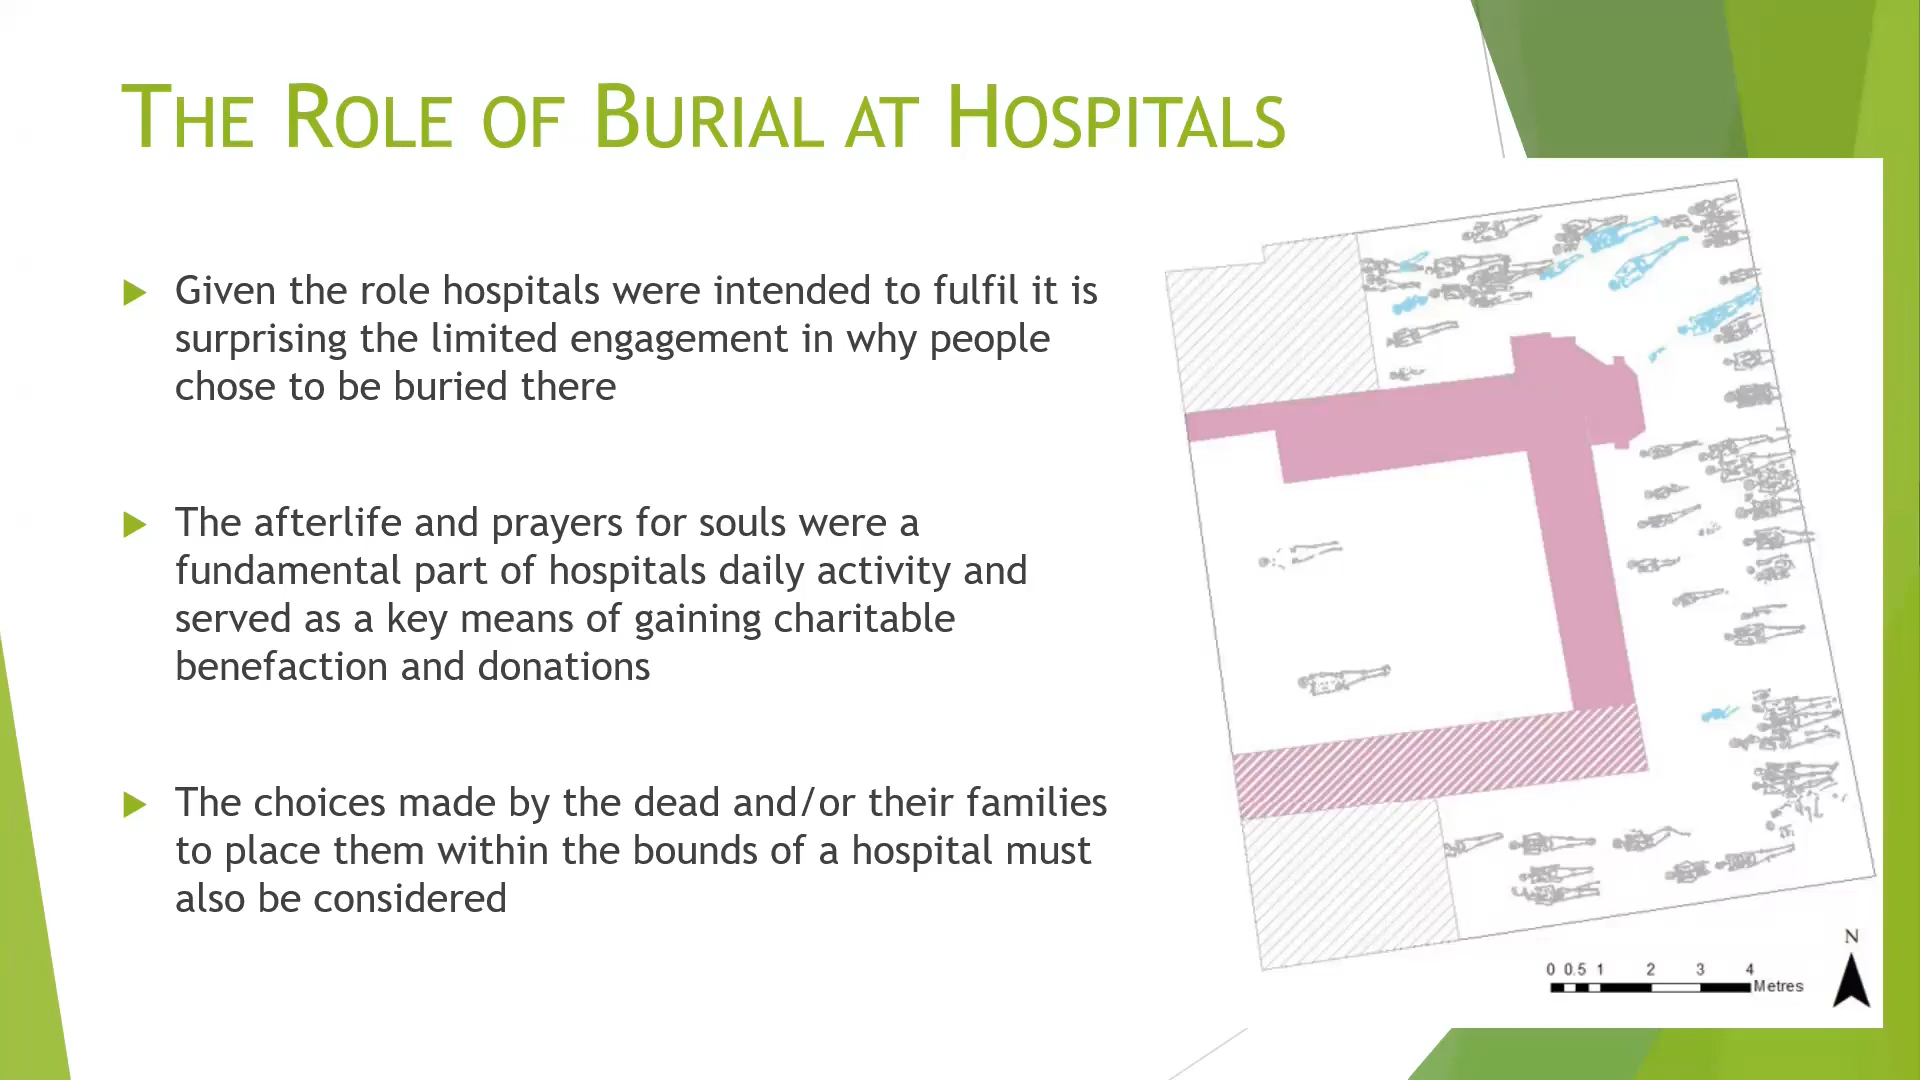 THE ROLE OF BURIAL AT HOSPITALS
Given the role hospitals were intended to fulfil it is
surprising the limited engagement in why people
chose to be buried there
The afterlife and prayers for souls were a
fundamental part of hospitals daily activity and
served as a key means of gaining charitable
benefaction and donations
The choices made by the dead and/or their families
to place them within the bounds of a hospital must
also be considered
N
0 0.5 1 2 3 4
Metres